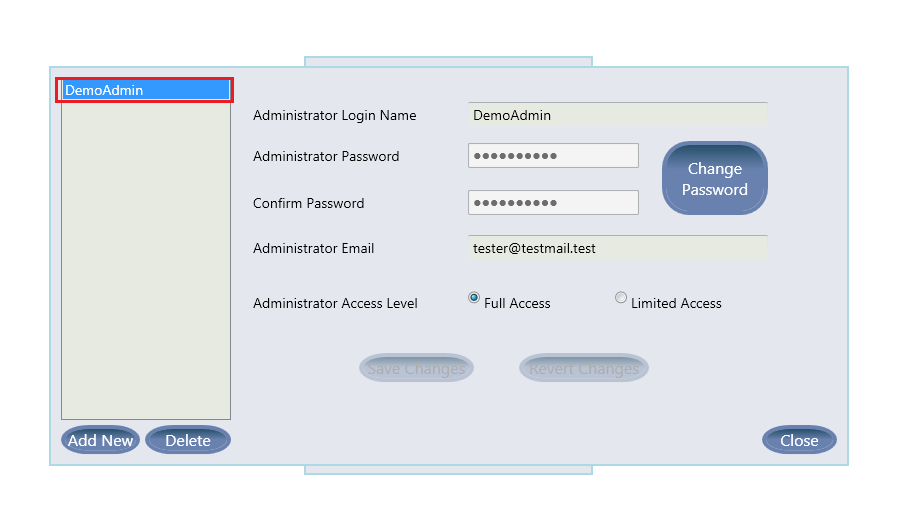 DemoAdmin
Administrator Login Name DemoAdmin
Administrator Password ●●●●●●●●●●
Change
Password
Confirm Password ●●●●●●●●●●
Administrator Email tester@testmail.test
Administrator Access Level Full Access Limited Access
Save Changes Revert Changes
Add New Delete Close